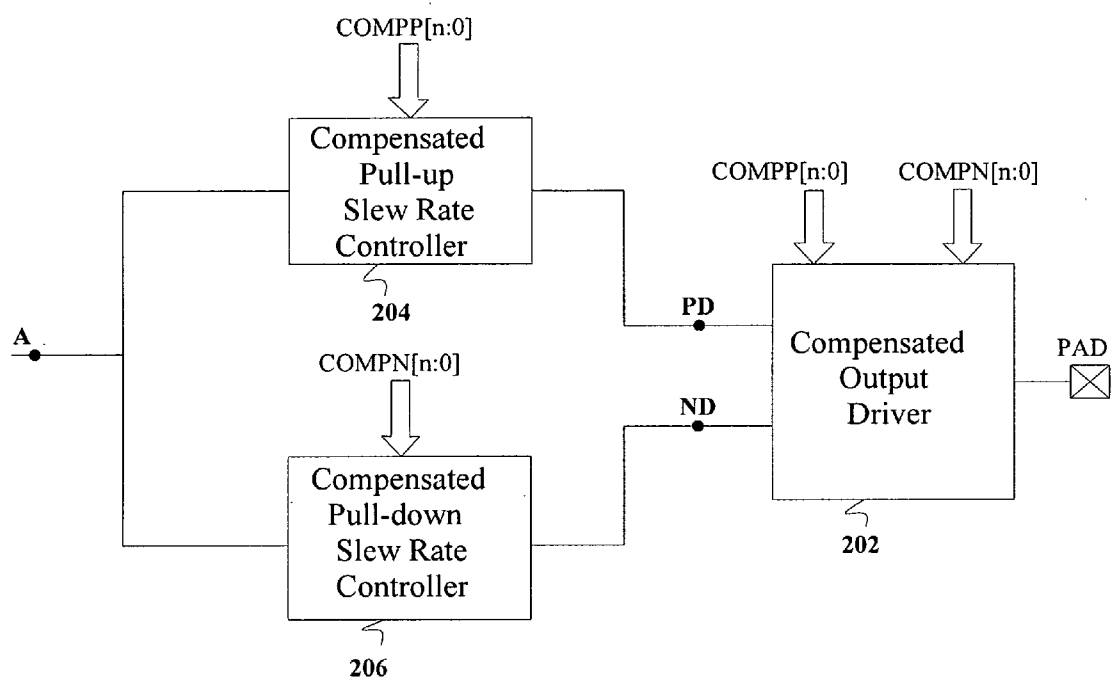 COMPP[n:0]
Compensated
Pull-up
Slew Rate
Controller
204
COMPP[n:0]
COMPN[n:0]
PD
A
COMPN[n:0]
Compensated
Output
Driver
PAD
ND
Compensated
Pull-down
Slew Rate
Controller
202
206